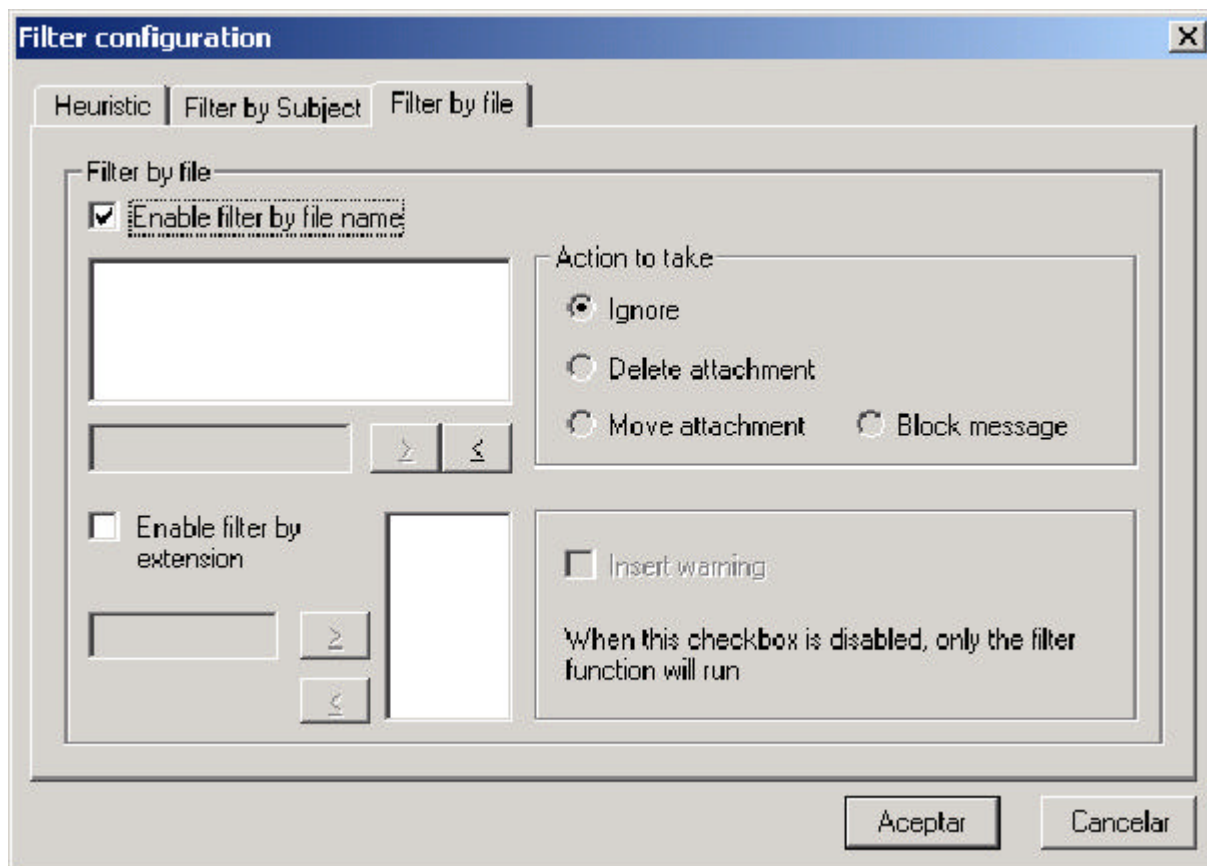 Filter configuration
Heuristic
Filter by Subject
Filter by file
Filter by file
Enable filter by file name
Action to take
Ignore
Delete attachment
Move attachment
Block message
>
<
Enable filter by
extension
>
<
Insert warning
When this checkbox is disabled, only the filter
function will run
Aceptar
Cancelar